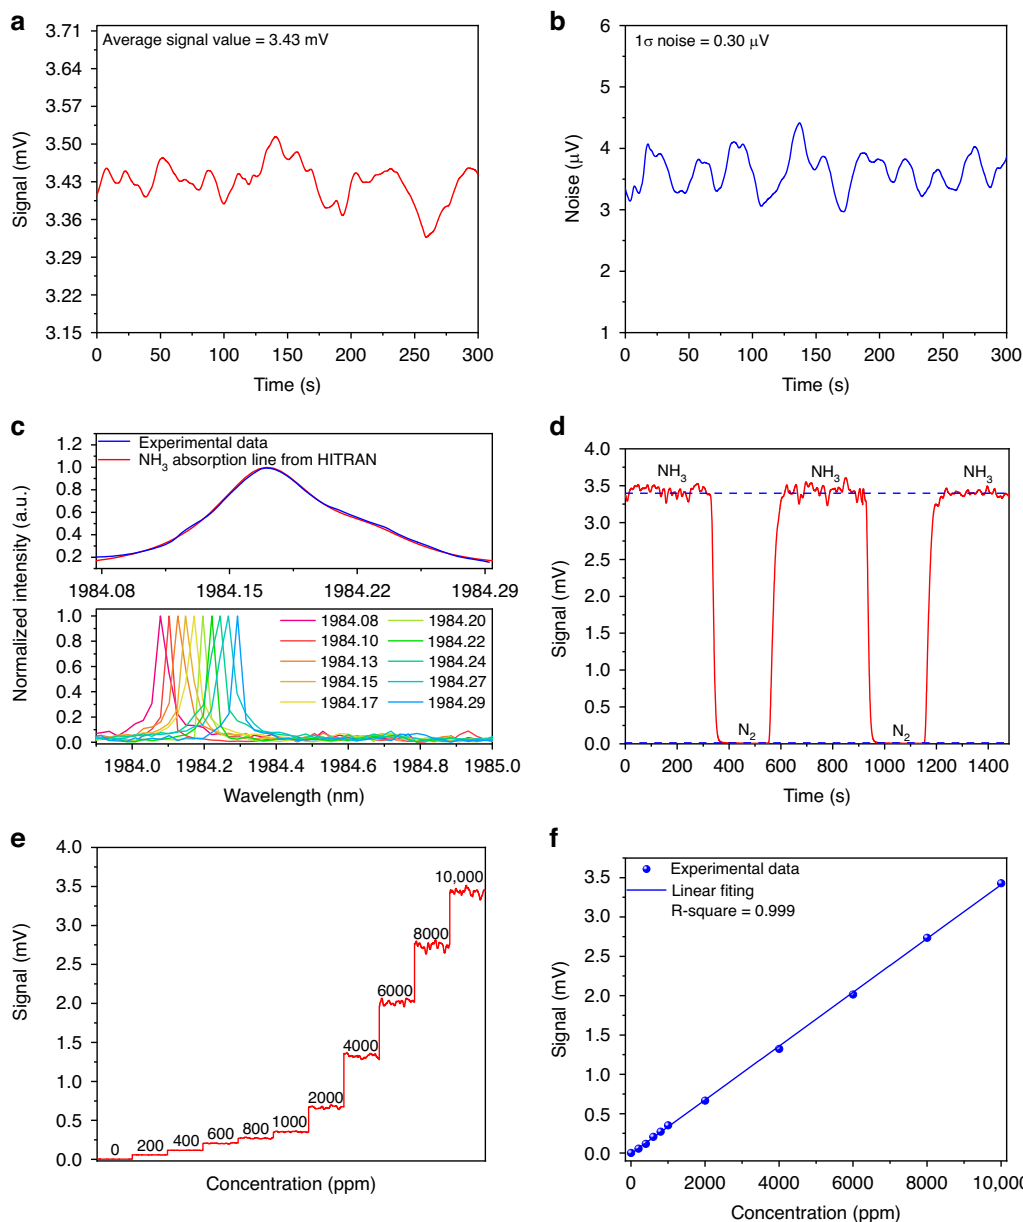 a
Average signal value = 3.43 mV
3.71
3.64
3.57
3.50
3.43
3.36
3.29
3.22
3.15
Signal (mV)
0 50 100 150 200 250 300
Time (s)
b
1σ noise = 0.30 μV
6
5
4
3
2
1
Noise (μV)
0 50 100 150 200 250 300
Time (s)
c
Experimental data
NH3 absorption line from HITRAN
1.2
1.0
0.8
0.6
0.4
0.2
1984.08 1984.15 1984.22 1984.29
Normalized intensity (a.u.)
1.0
0.8
0.6
0.4
0.2
0.0
1984.08 1984.20
1984.10 1984.22
1984.13 1984.24
1984.15 1984.27
1984.17 1984.29
1984.0 1984.2 1984.4 1984.6 1984.8 1985.0
Wavelength (nm)
d
4.0
3.5
3.0
2.5
2.0
1.5
1.0
0.5
0.0
Signal (mV)
NH3 NH3 NH3
N2 N2
0 200 400 600 800 1000 1200 1400
Time (s)
e
4.0
3.5
3.0
2.5
2.0
1.5
1.0
0.5
0.0
Signal (mV)
0 200 400 600 800 1000 2000 4000 6000 8000 10,000
Concentration (ppm)
f
Experimental data
Linear fitting
R-square = 0.999
3.5
3.0
2.5
2.0
1.5
1.0
0.5
0.0
Signal (mV)
0 2000 4000 6000 8000 10,000
Concentration (ppm)